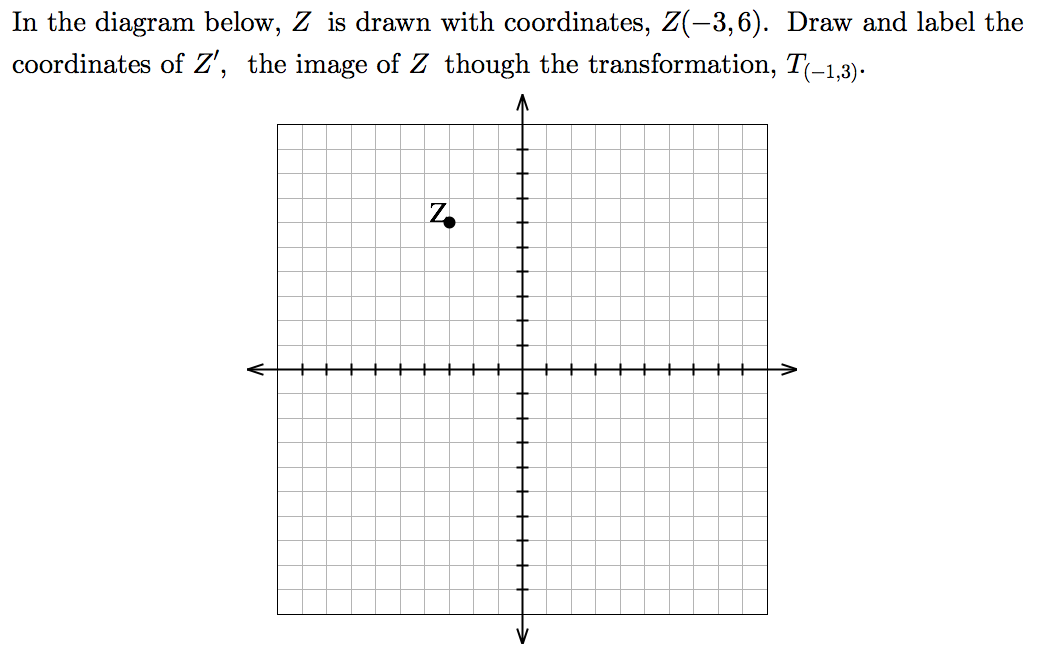 In the diagram below, Z is drawn with coordinates, Z(−3,6). Draw and label the
coordinates of Z′, the image of Z though the transformation, T₍₋₁,₃₎.
Z